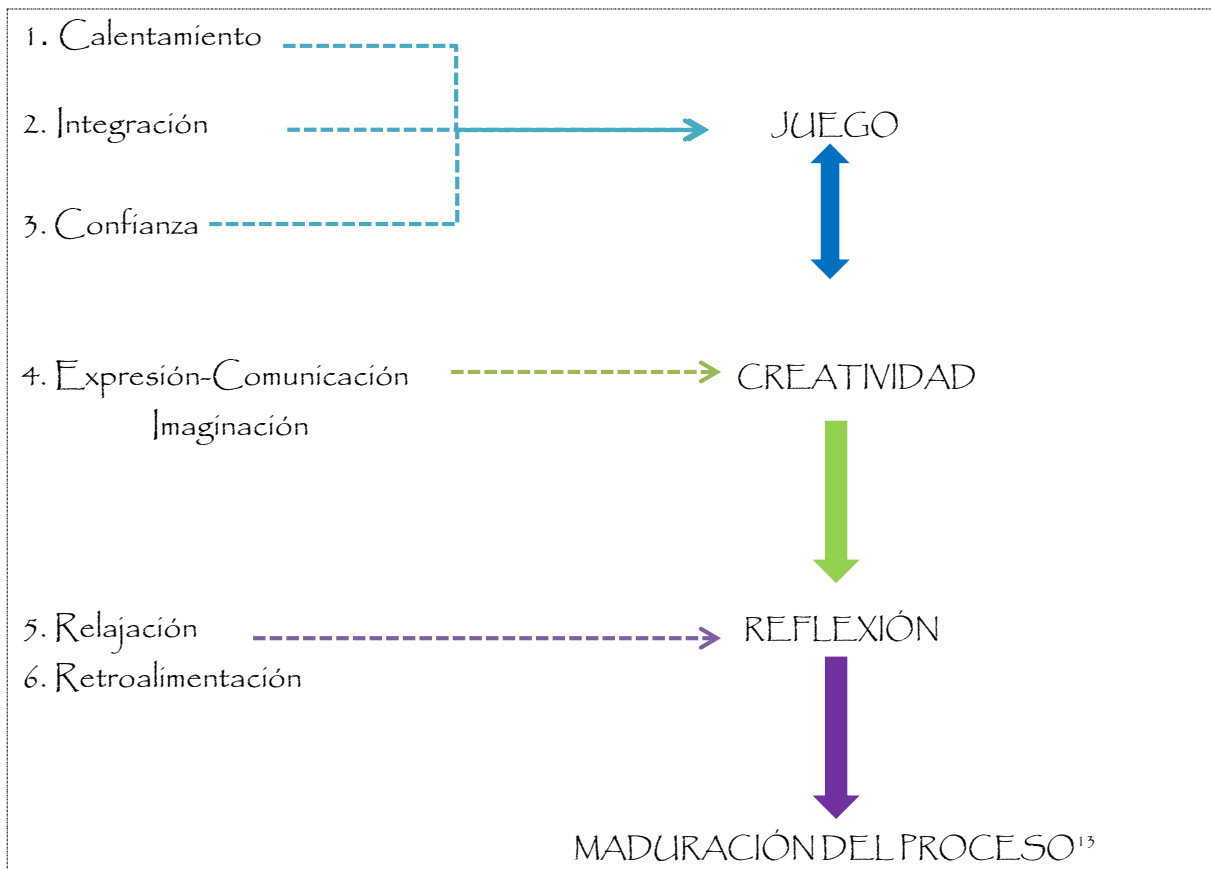 1. Calentamiento
2. Integración
JUEGO
3. Confianza
4. Expresión-Comunicación
CREATIVIDAD
Imaginación
5. Relajación
REFLEXIÓN
6. Retroalimentación
MADURACIÓN DEL PROCESO¹³